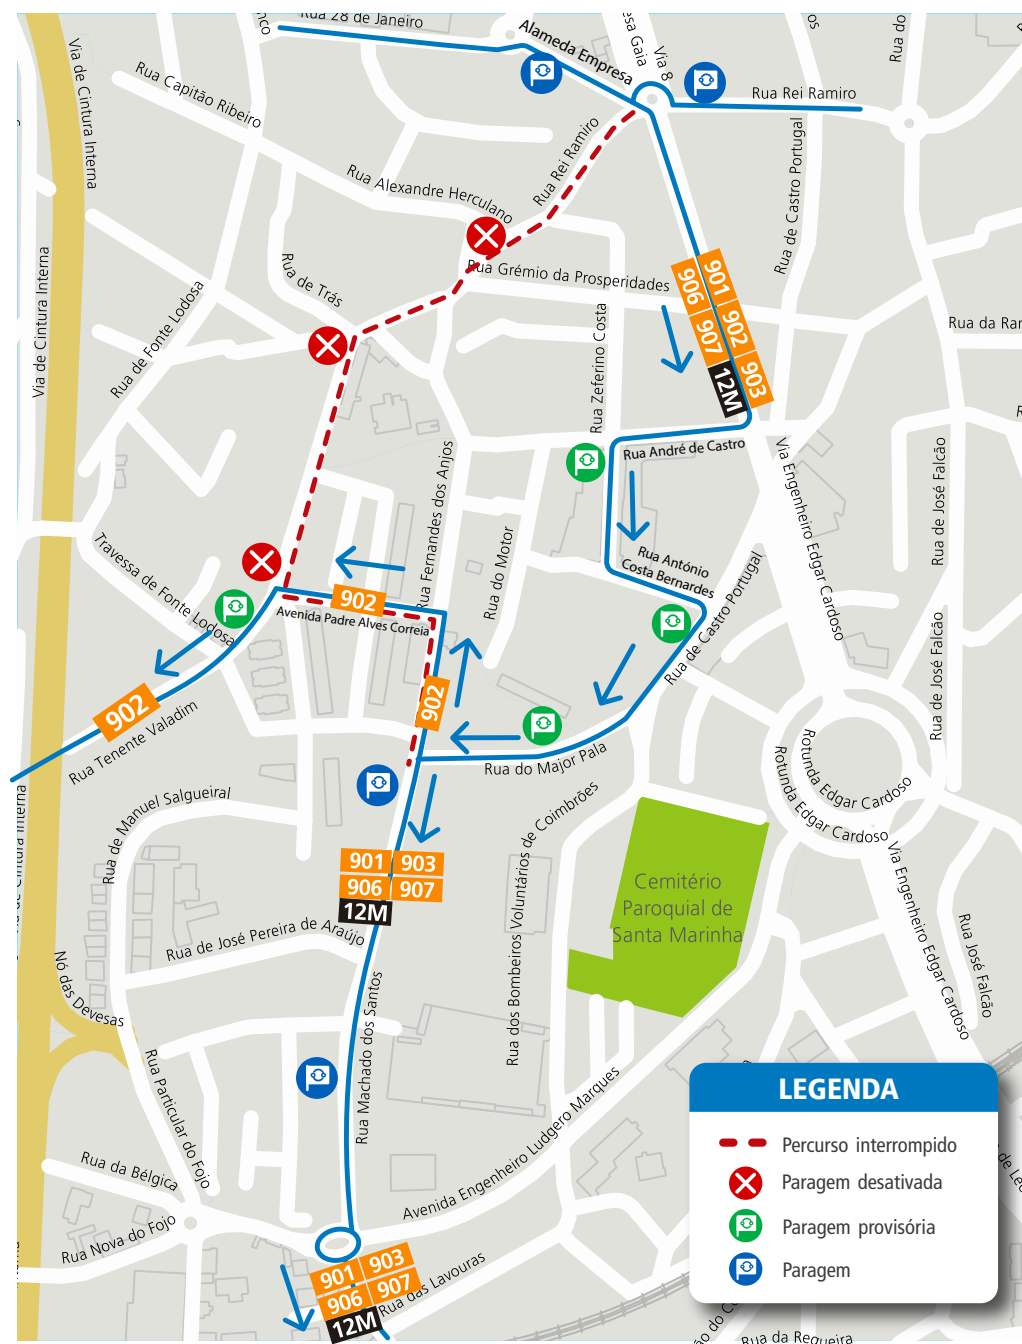 Rua 28 de Janeiro
Alameda Empresa
esa Gaia
Via 8
Rua do
Rua Rei Ramiro
Via de Cintura Interna
Rua Capitão Ribeiro
Rua Rei Ramiro
Rua de Castro Portugal
Rua Alexandre Herculano
Rua Grémio da Prosperidades
Rua de Trás
Rua de Fonte Lodosa
Via de Cintura Interna
901
906
902
907
903
12M
Rua da Ram
Rua Zeferino Costa
Rua André de Castro
Rua Fernandes dos Anjos
Rua do Motor
Via Engenheiro Edgar Cardoso
Rua de José Falcão
Travessa de Fonte Lodosa
Rua António
Costa Bernardes
Rua de Castro Portugal
902
Avenida Padre Alves Correia
902
902
Rua Tenente Valadim
Rua do Major Pala
Rua de José Falcão
Rotunda Edgar Cardoso
Rotunda Edgar Cardoso
Rua de Manuel Salgueiral
Rua dos Bombeiros Voluntários de Coimbrões
901 903
906 907
12M
Cemitério
Paroquial de
Santa Marinha
Via Engenheiro Edgar Cardoso
Rua José Falcão
Rua de José Pereira de Araújo
Nó das Devesas
Rua Machado dos Santos
Rua Particular do Fojo
Avenida Engenheiro Ludgero Marques
Rua da Bélgica
Rua Nova do Fojo
901 903
906 907
12M
Rua das Lavouras
Rua da Regueira
LEGENDA
Percurso interrompido
Paragem desativada
Paragem provisória
Paragem